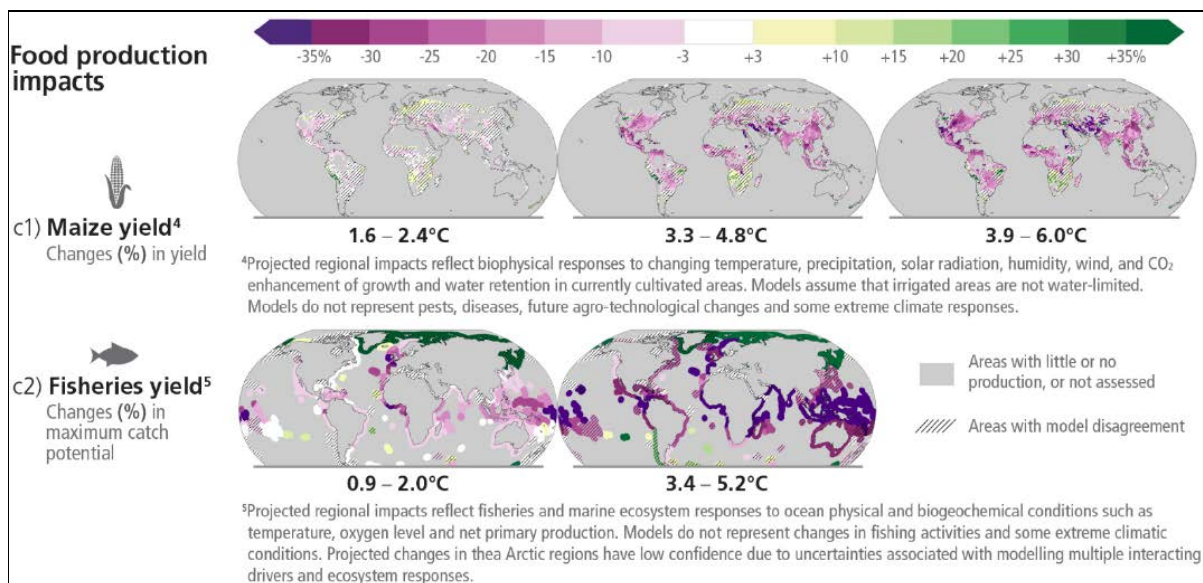 Food production
impacts
-35% -30 -25 -20 -15 -10 -3 +3 +10 +15 +20 +25 +30 +35%
c1) Maize yield⁴
Changes (%) in yield
1.6 – 2.4°C 3.3 – 4.8°C 3.9 – 6.0°C
⁴Projected regional impacts reflect biophysical responses to changing temperature, precipitation, solar radiation, humidity, wind, and CO₂
enhancement of growth and water retention in currently cultivated areas. Models assume that irrigated areas are not water-limited.
Models do not represent pests, diseases, future agro-technological changes and some extreme climate responses.
c2) Fisheries yield⁵
Changes (%) in
maximum catch
potential
Areas with little or no
production, or not assessed
Areas with model disagreement
0.9 – 2.0°C 3.4 – 5.2°C
⁵Projected regional impacts reflect fisheries and marine ecosystem responses to ocean physical and biogeochemical conditions such as
temperature, oxygen level and net primary production. Models do not represent changes in fishing activities and some extreme climatic
conditions. Projected changes in thea Arctic regions have low confidence due to uncertainties associated with modelling multiple interacting
drivers and ecosystem responses.